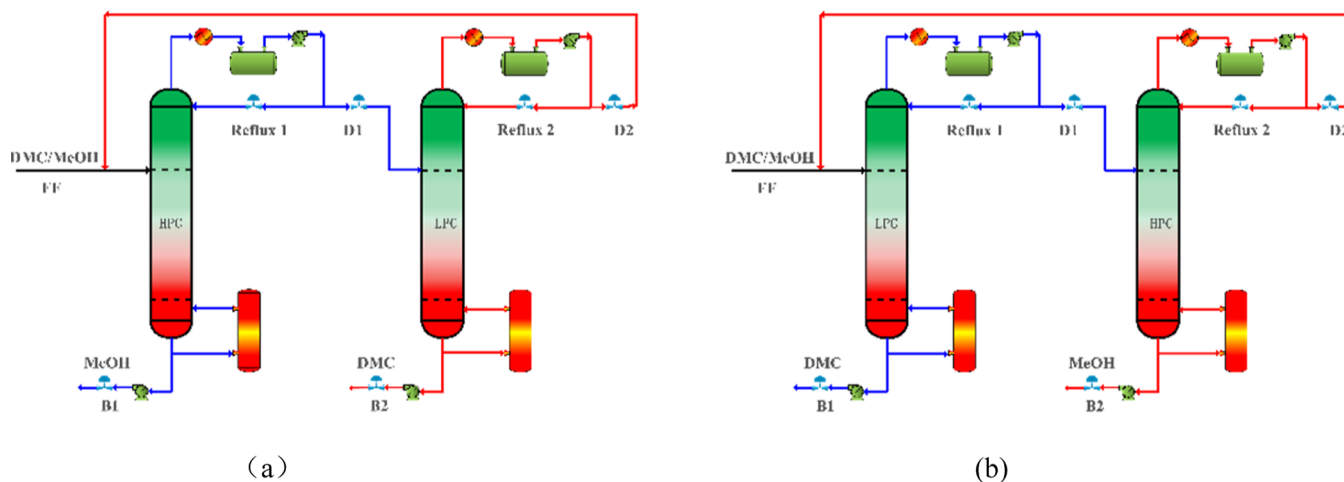 Reflux 1
D1
Reflux 2
D2
DMC/MeOH
FF
HPC
LPC
MeOH
B1
DMC
B2
(a)
Reflux 1
D1
Reflux 2
DMC/MeOH
FF
LPC
HPC
DMC
B1
MeOH
B2
(b)